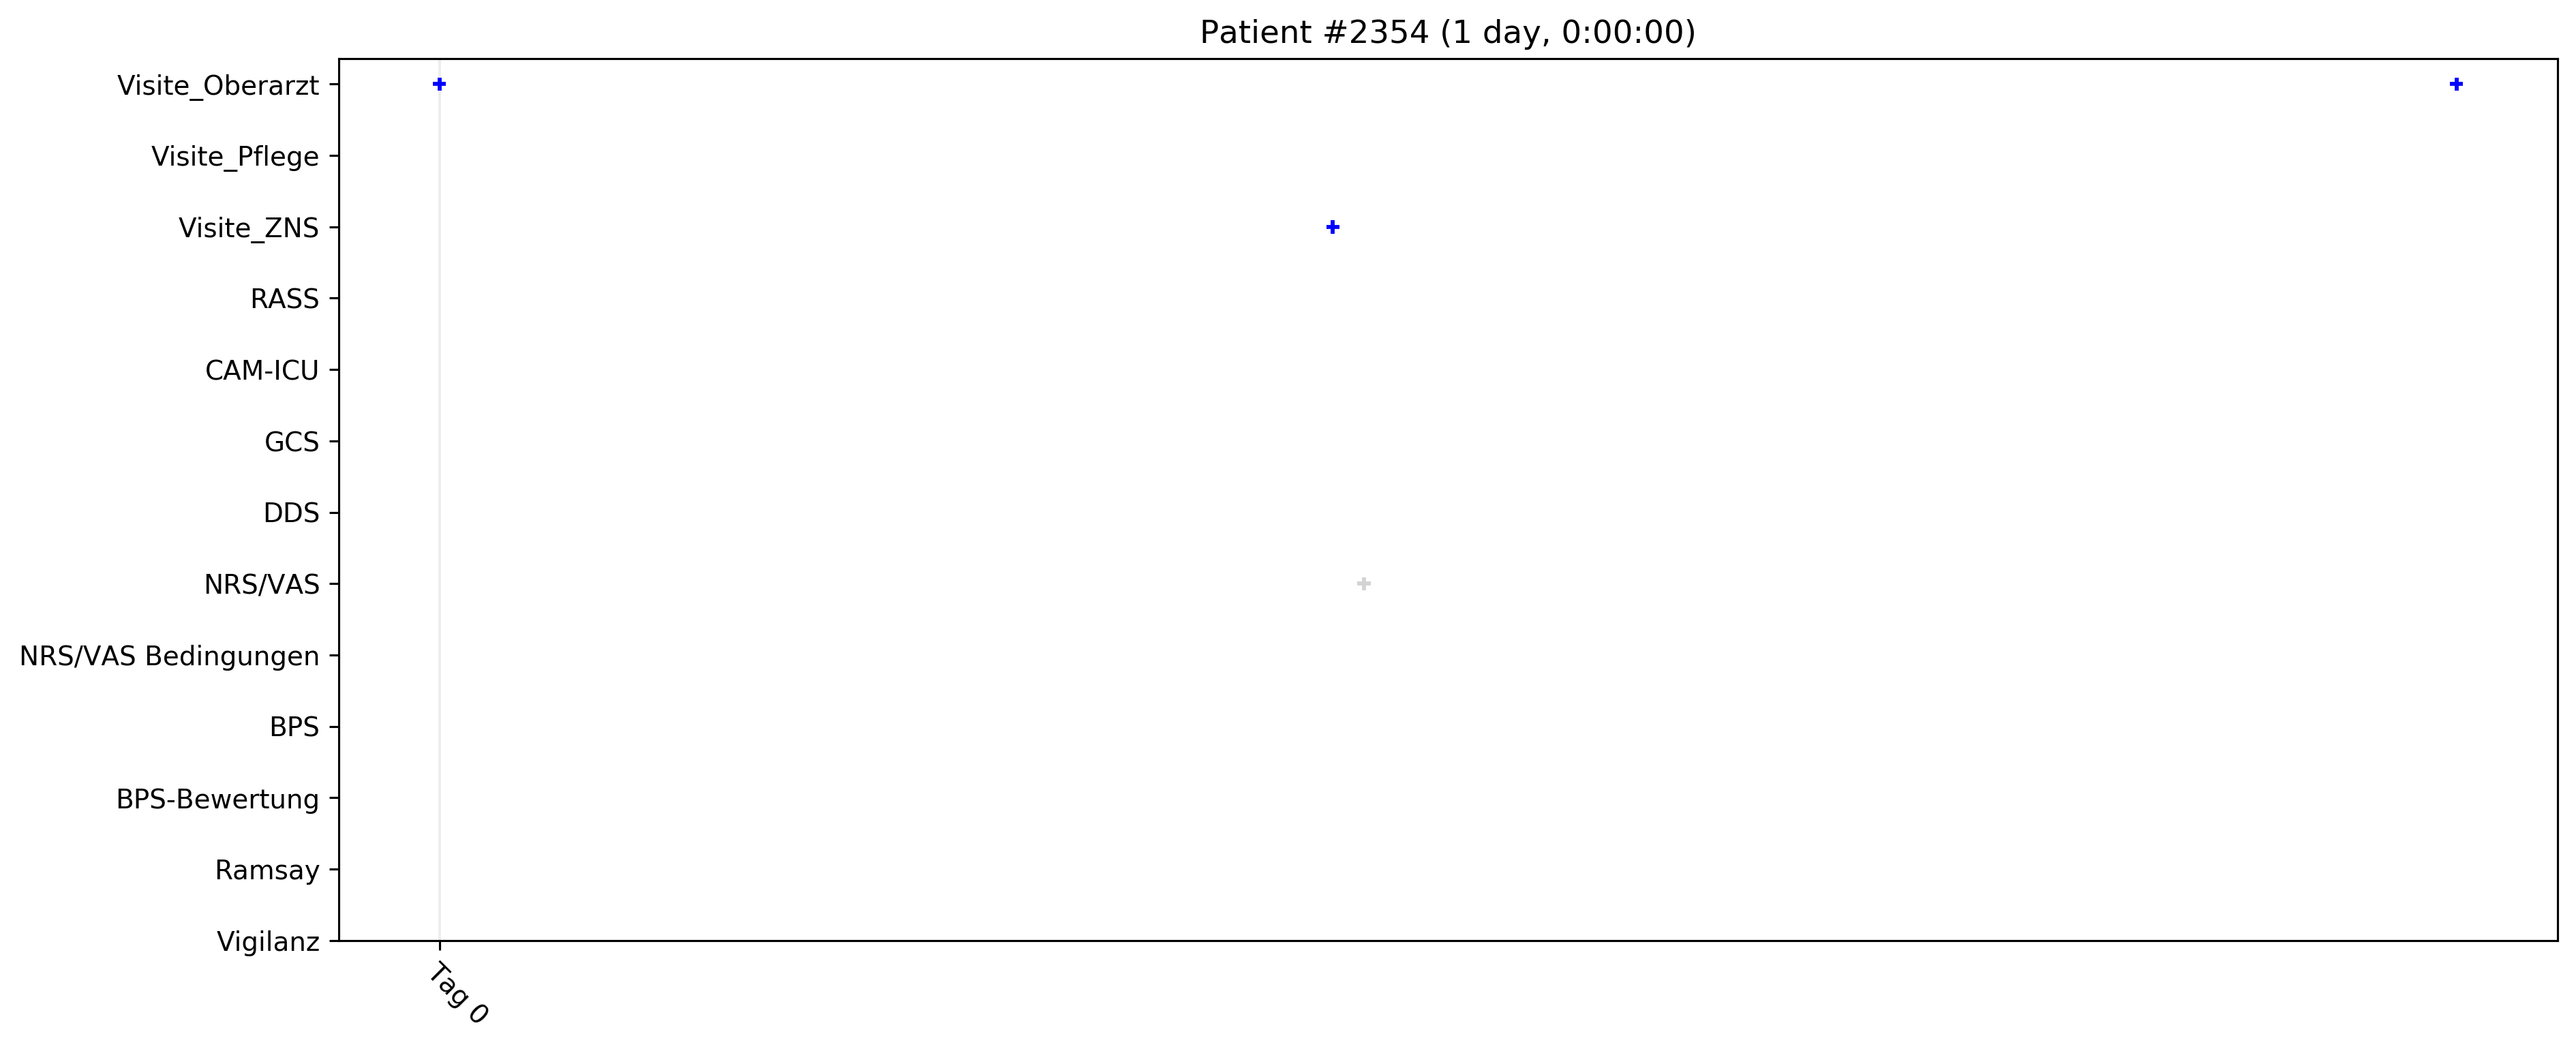 Patient #2354 (1 day, 0:00:00)
Visite_Oberarzt
Visite_Pflege
Visite_ZNS
RASS
CAM-ICU
GCS
DDS
NRS/VAS
NRS/VAS Bedingungen
BPS
BPS-Bewertung
Ramsay
Vigilanz
Tag 0